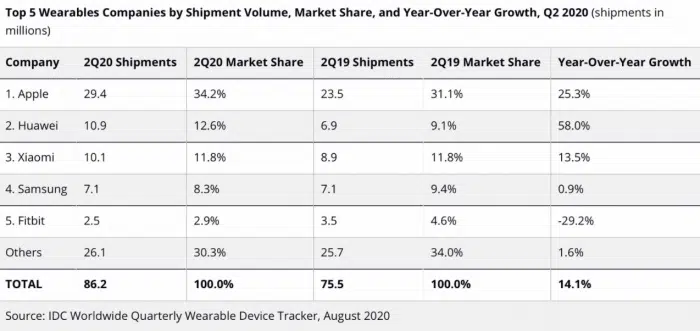 Top 5 Wearables Companies by Shipment Volume, Market Share, and Year-Over-Year Growth, Q2 2020 (shipments in
millions)
Company 2Q20 Shipments 2Q20 Market Share 2Q19 Shipments 2Q19 Market Share Year-Over-Year Growth
1. Apple 29.4 34.2% 23.5 31.1% 25.3%
2. Huawei 10.9 12.6% 6.9 9.1% 58.0%
3. Xiaomi 10.1 11.8% 8.9 11.8% 13.5%
4. Samsung 7.1 8.3% 7.1 9.4% 0.9%
5. Fitbit 2.5 2.9% 3.5 4.6% -29.2%
Others 26.1 30.3% 25.7 34.0% 1.6%
TOTAL 86.2 100.0% 75.5 100.0% 14.1%
Source: IDC Worldwide Quarterly Wearable Device Tracker, August 2020